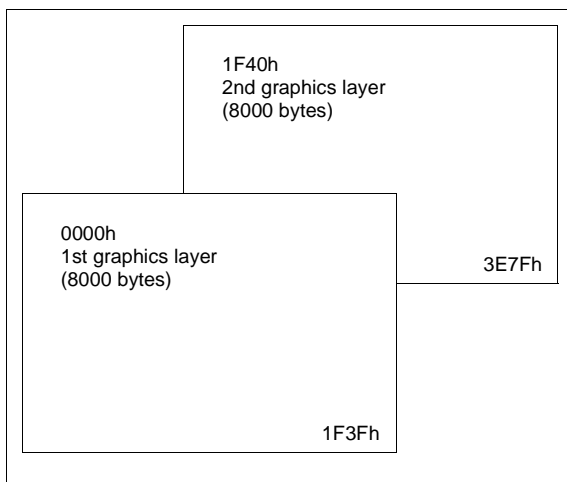 1F40h
2nd graphics layer
(8000 bytes)
3E7Fh
0000h
1st graphics layer
(8000 bytes)
1F3Fh